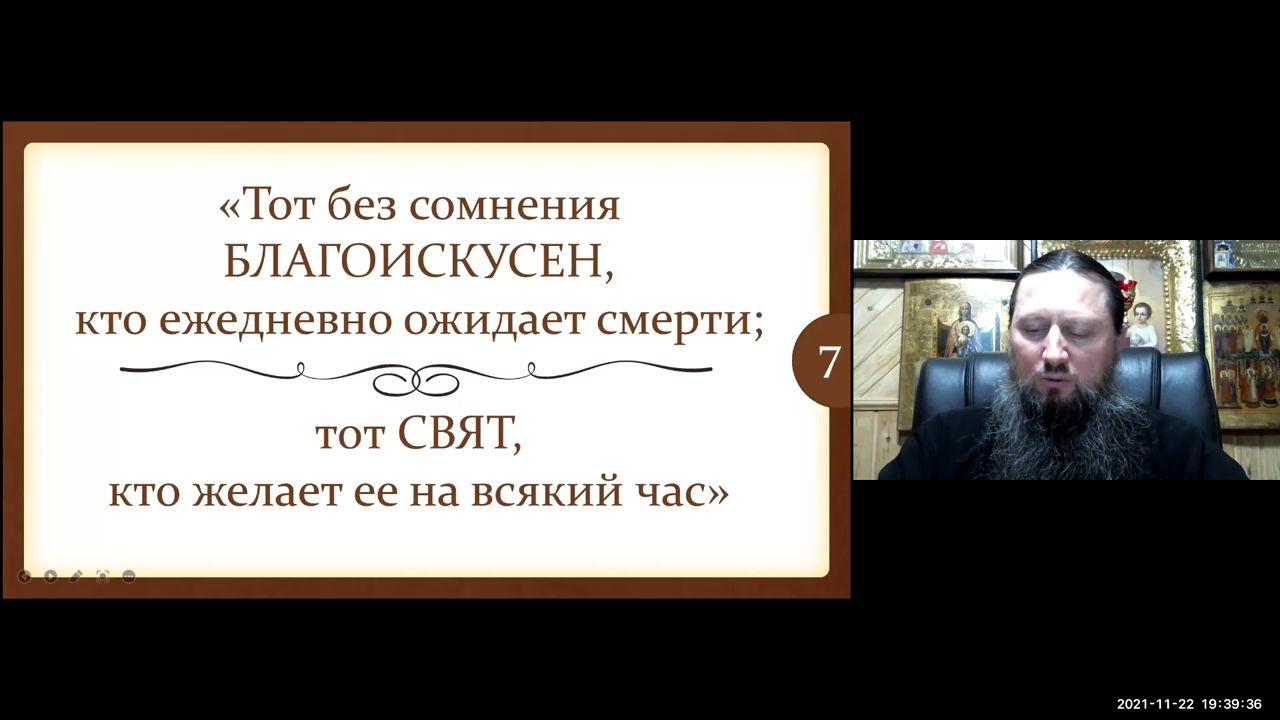 «Тот без сомнения
БЛАГОИСКУСЕН,
кто ежедневно ожидает смерти;
7
тот СВЯТ,
кто желает ее на всякий час»
2021-11-22 19:39:36